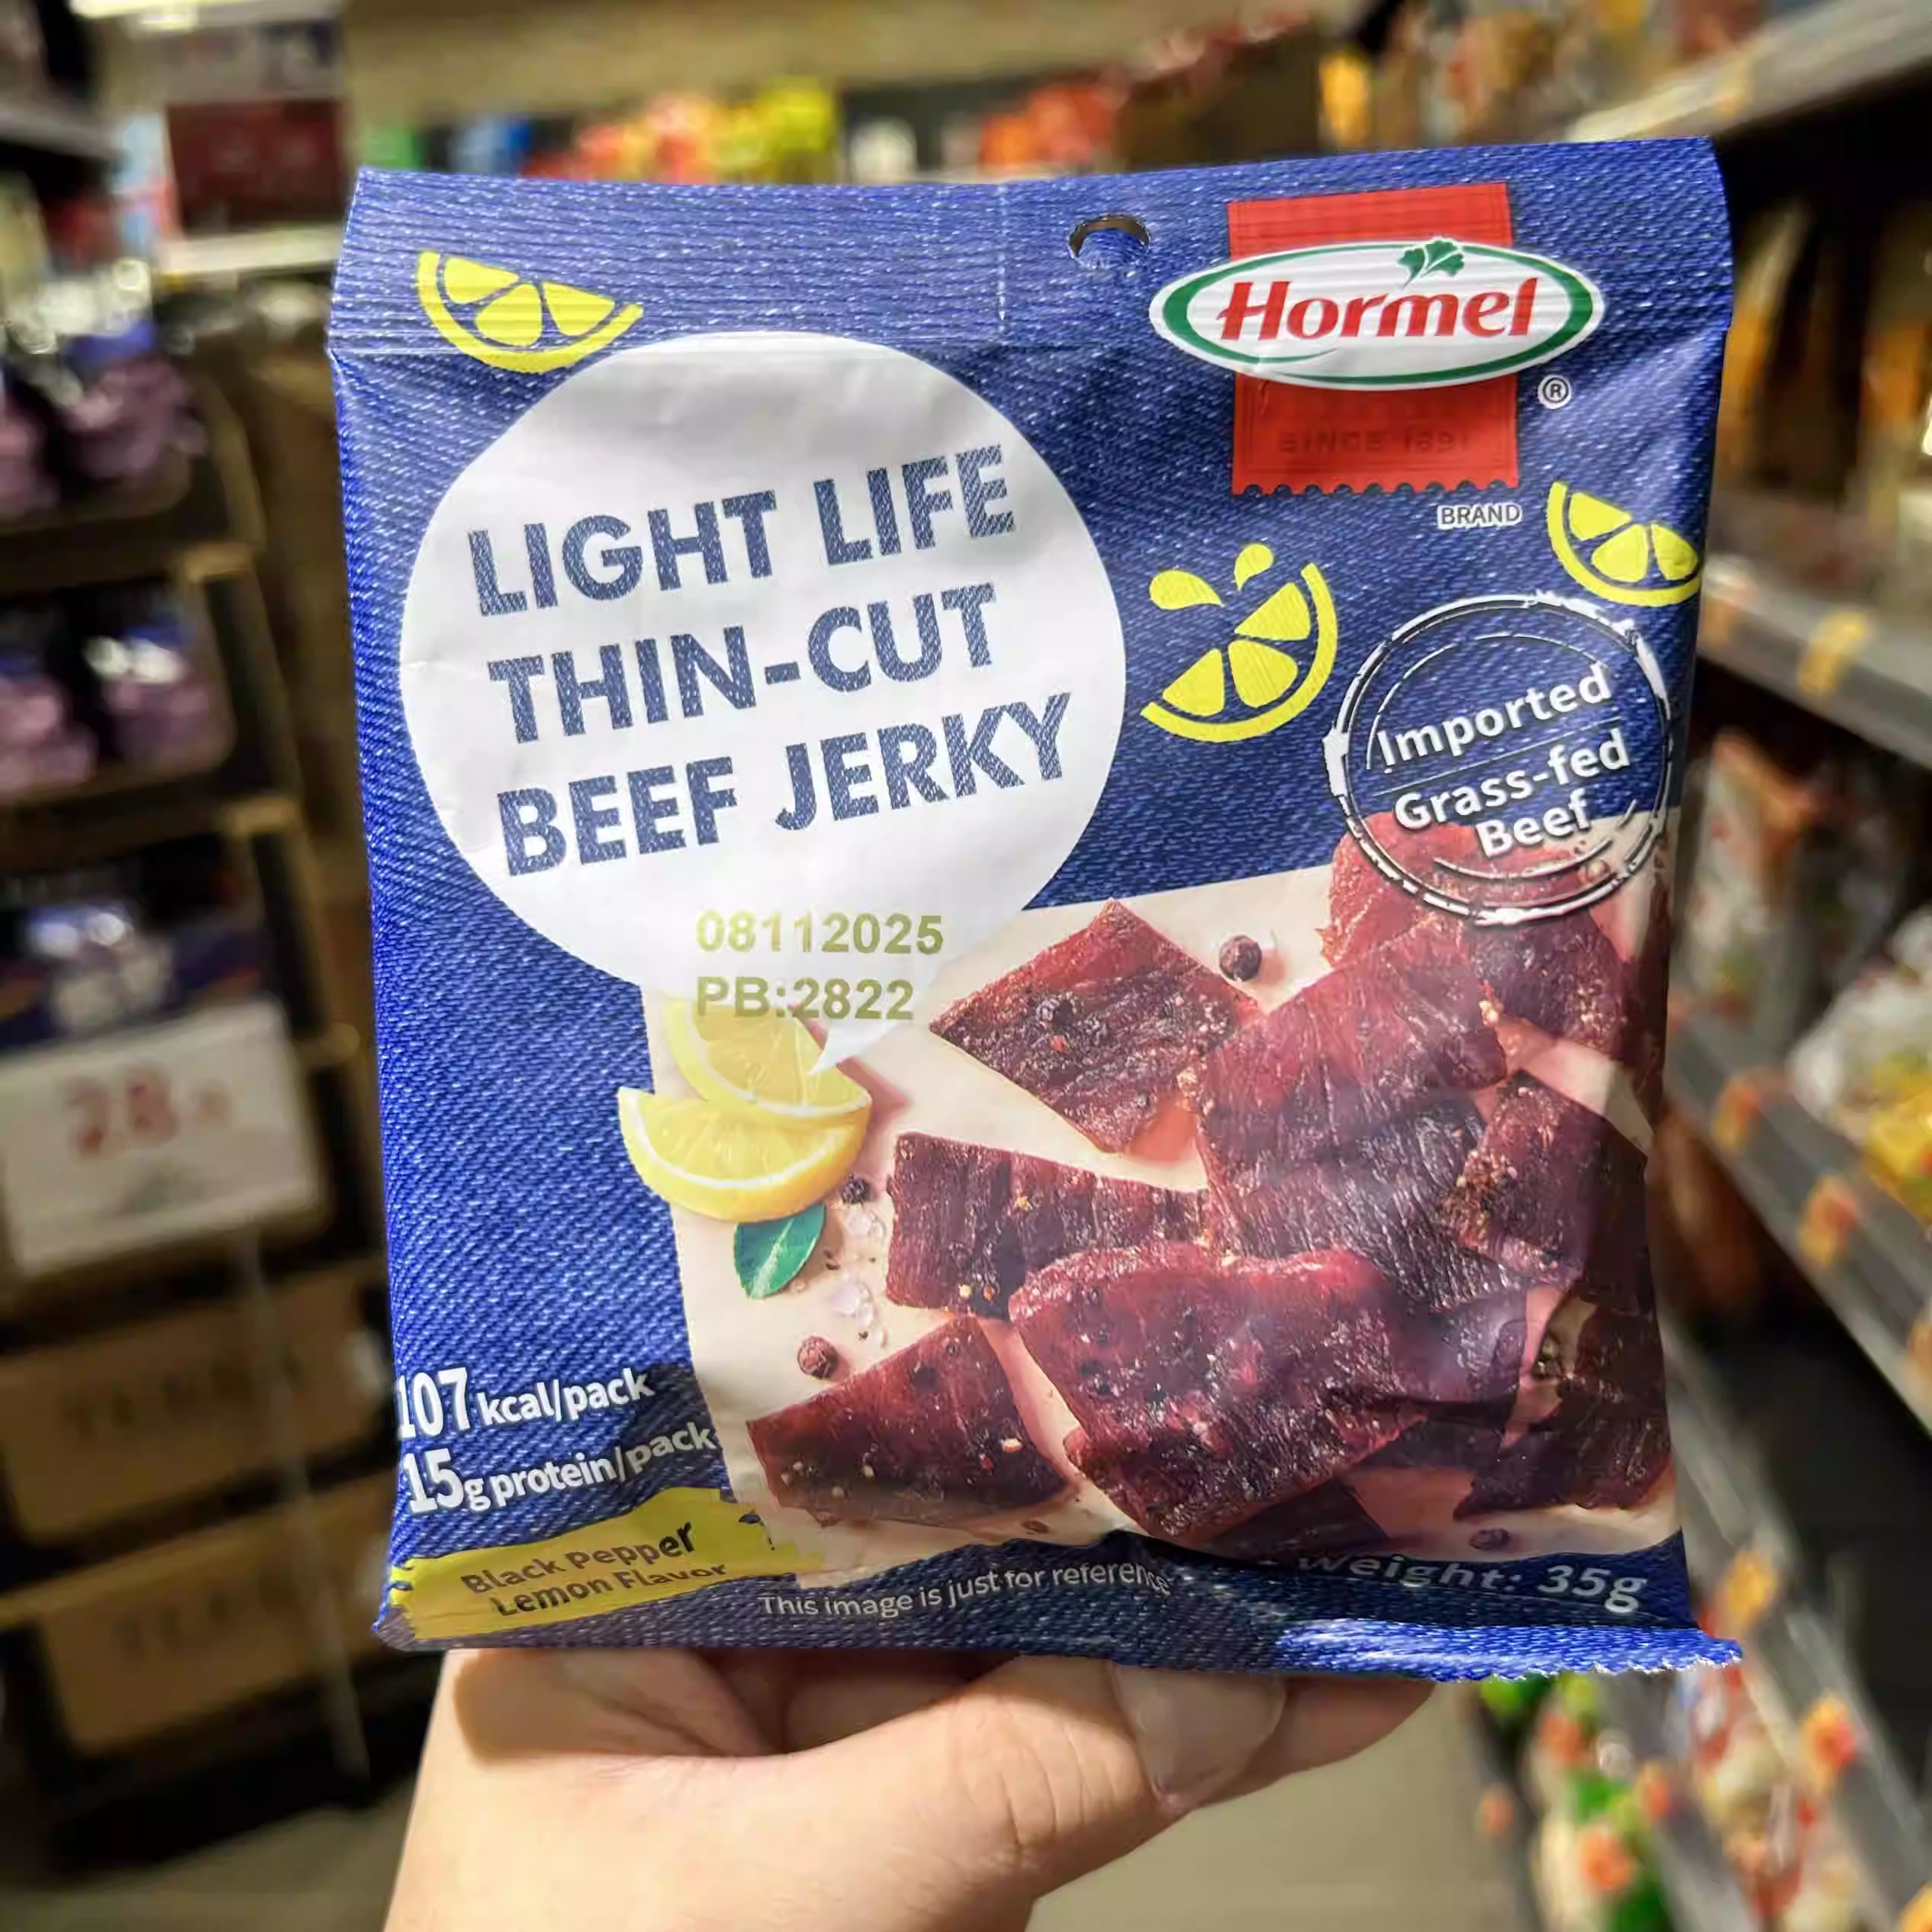 Hormel
®
SINCE 1891
BRAND
LIGHT LIFE
THIN-CUT
BEEF JERKY
Imported
Grass-fed
Beef
08112025
PB:2822
107 kcal/pack
15g protein/pack
Black Pepper
Lemon Flavor
This image is just for reference
weight: 35g